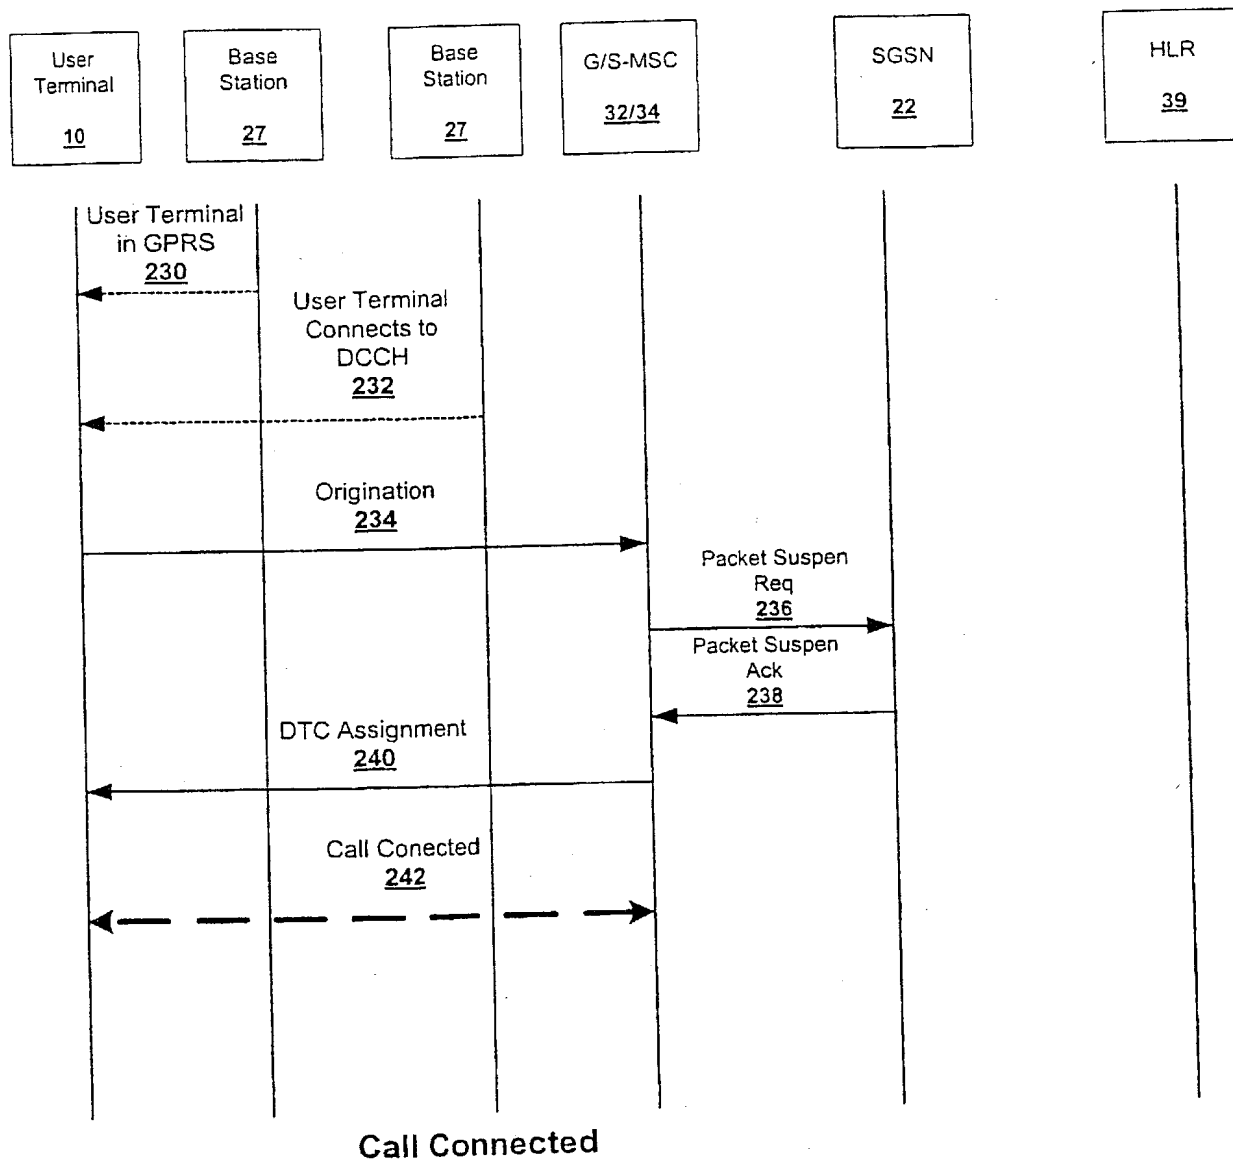 User
Terminal
10
Base
Station
27
Base
Station
27
G/S-MSC
32/34
SGSN
22
HLR
39
User Terminal
in GPRS
230
User Terminal
Connects to
DCCH
232
Origination
234
Packet Suspen
Req
236
Packet Suspen
Ack
238
DTC Assignment
240
Call Conected
242
Call Connected